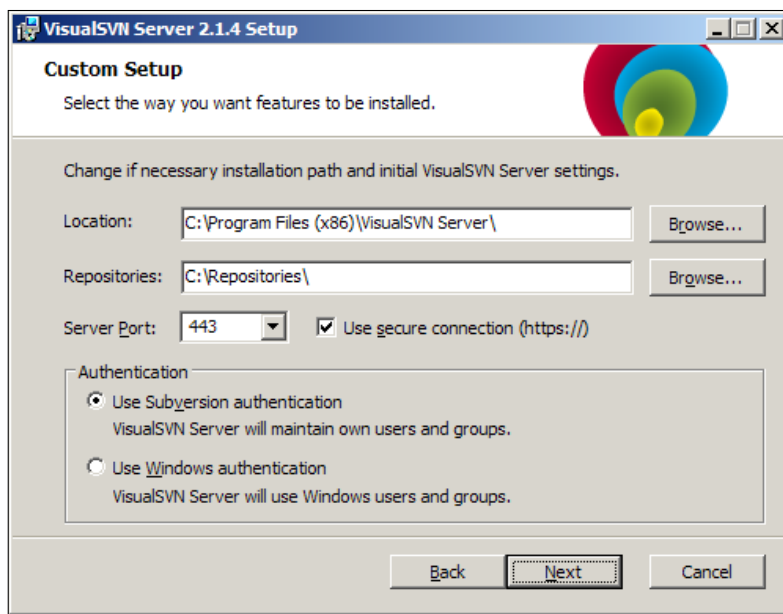 VisualSVN Server 2.1.4 Setup
Custom Setup
Select the way you want features to be installed.
Change if necessary installation path and initial VisualSVN Server settings.
Location: C:\Program Files (x86)\VisualSVN Server\ Browse...
Repositories: C:\Repositories\ Browse...
Server Port: 443 Use secure connection (https://)
Authentication
Use Subversion authentication
VisualSVN Server will maintain own users and groups.
Use Windows authentication
VisualSVN Server will use Windows users and groups.
Back Next Cancel